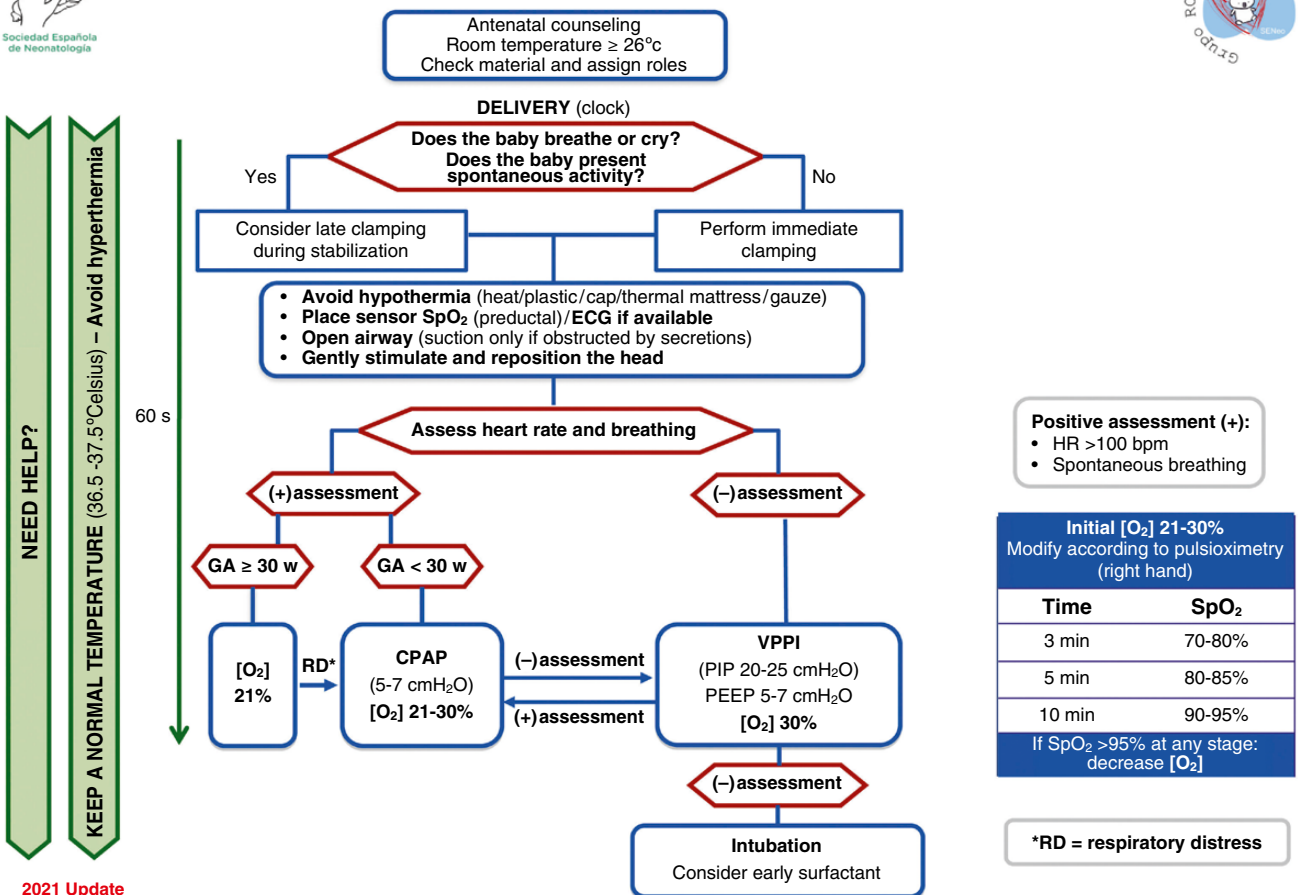 Sociedad Española
de Neonatología
Grupo
SENeo
Antenatal counseling
Room temperature ≥ 26ºc
Check material and assign roles
DELIVERY (clock)
Does the baby breathe or cry?
Does the baby present
spontaneous activity?
Yes
No
Consider late clamping
during stabilization
Perform immediate
clamping
• Avoid hypothermia (heat/plastic/cap/thermal mattress/gauze)
• Place sensor SpO₂ (preductal)/ECG if available
• Open airway (suction only if obstructed by secretions)
• Gently stimulate and reposition the head
60 s
NEED HELP?
KEEP A NORMAL TEMPERATURE (36.5 -37.5ºCelsius) – Avoid hyperthermia
Assess heart rate and breathing
(+)assessment
(–)assessment
GA ≥ 30 w
GA < 30 w
[O₂]
21%
RD*
CPAP
(5-7 cmH₂O)
[O₂] 21-30%
(–)assessment
(+)assessment
VPPI
(PIP 20-25 cmH₂O)
PEEP 5-7 cmH₂O
[O₂] 30%
(–)assessment
Intubation
Consider early surfactant
Positive assessment (+):
• HR >100 bpm
• Spontaneous breathing
Initial [O₂] 21-30%
Modify according to pulsioximetry
(right hand)
Time SpO₂
3 min 70-80%
5 min 80-85%
10 min 90-95%
If SpO₂ >95% at any stage:
decrease [O₂]
*RD = respiratory distress
2021 Update